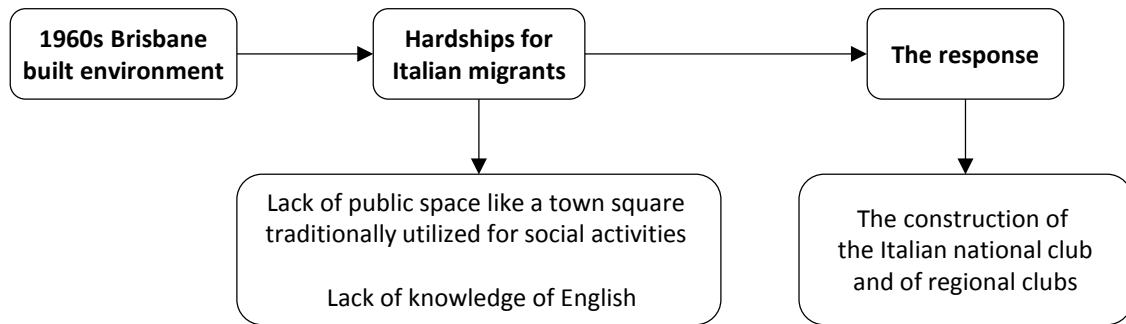 1960s Brisbane
built environment
Hardships for
Italian migrants
The response
Lack of public space like a town square
traditionally utilized for social activities
Lack of knowledge of English
The construction of
the Italian national club
and of regional clubs